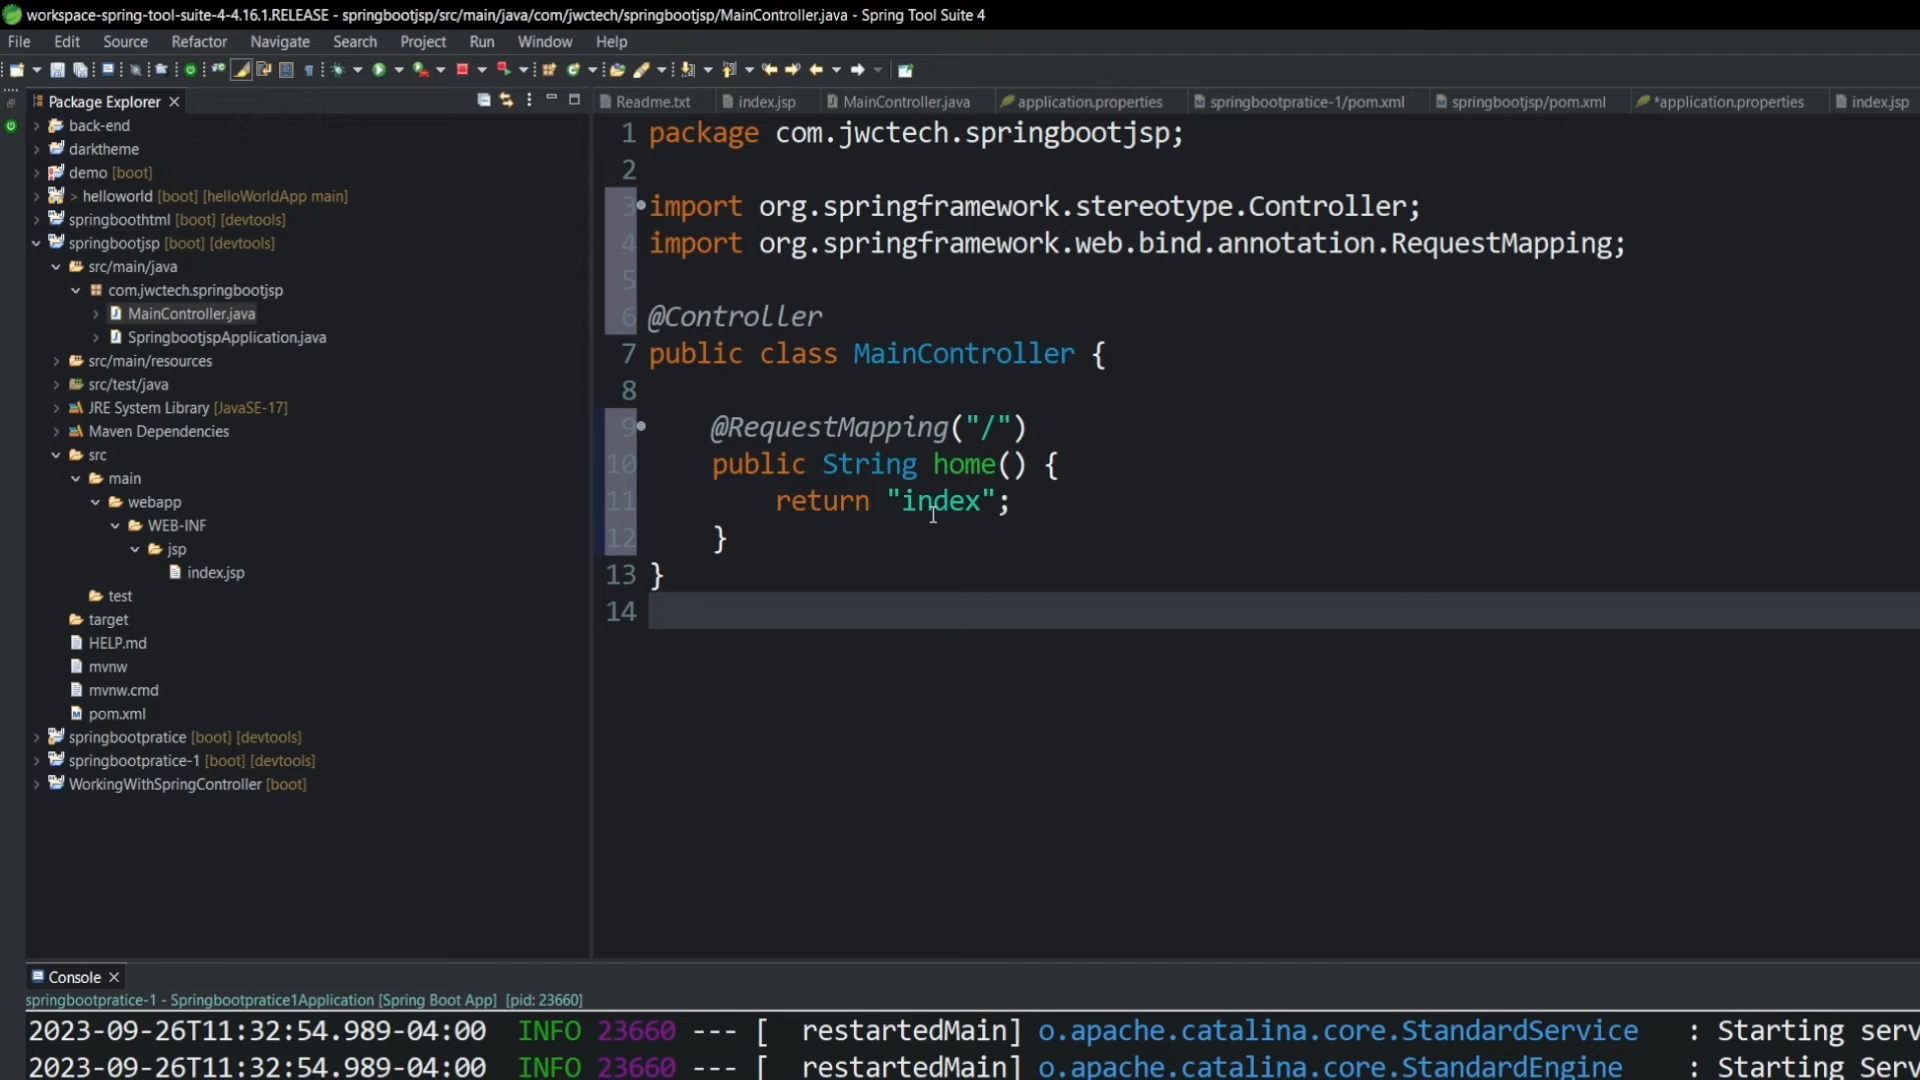 workspace-spring-tool-suite-4-4.16.1.RELEASE - springbootjsp/src/main/java/com/jwctech/springbootjsp/MainController.java - Spring Tool Suite 4
File Edit Source Refactor Navigate Search Project Run Window Help
Package Explorer
back-end
darktheme
demo [boot]
> helloworld [boot] [helloWorldApp main]
springboothtml [boot] [devtools]
springbootjsp [boot] [devtools]
src/main/java
com.jwctech.springbootjsp
MainController.java
SpringbootjspApplication.java
src/main/resources
src/test/java
JRE System Library [JavaSE-17]
Maven Dependencies
src
main
webapp
WEB-INF
jsp
index.jsp
test
target
HELP.md
mvnw
mvnw.cmd
pom.xml
springbootpratice [boot] [devtools]
springbootpratice-1 [boot] [devtools]
WorkingWithSpringController [boot]
Readme.txt index.jsp MainController.java application.properties springbootpratice-1/pom.xml springbootjsp/pom.xml *application.properties index.jsp
1 package com.jwctech.springbootjsp;
2
3 import org.springframework.stereotype.Controller;
4 import org.springframework.web.bind.annotation.RequestMapping;
5
6 @Controller
7 public class MainController {
8
9 @RequestMapping("/")
10 public String home() {
11 return "index";
12 }
13 }
14
Console
springbootpratice-1 - Springbootpratice1Application [Spring Boot App] [pid: 23660]
2023-09-26T11:32:54.989-04:00 INFO 23660 --- [ restartedMain] o.apache.catalina.core.StandardService : Starting serv
2023-09-26T11:32:54.989-04:00 INFO 23660 --- [ restartedMain] o.apache.catalina.core.StandardEngine : Starting Serv